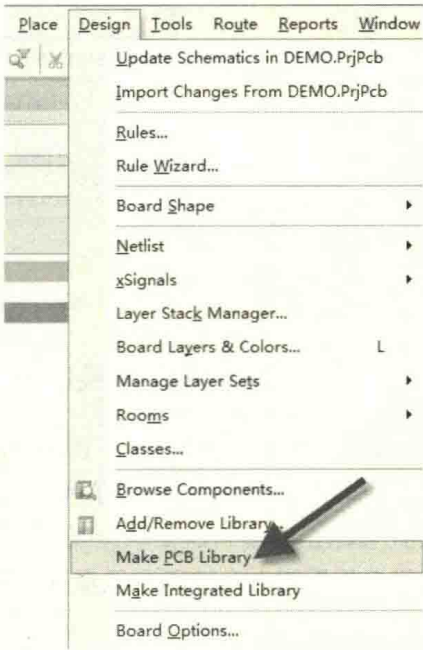 Place Design Tools Route Reports Window
Update Schematics in DEMO.PrjPcb
Import Changes From DEMO.PrjPcb
Rules...
Rule Wizard...
Board Shape
Netlist
xSignals
Layer Stack Manager...
Board Layers & Colors... L
Manage Layer Sets
Rooms
Classes...
Browse Components...
Add/Remove Library...
Make PCB Library
Make Integrated Library
Board Options...